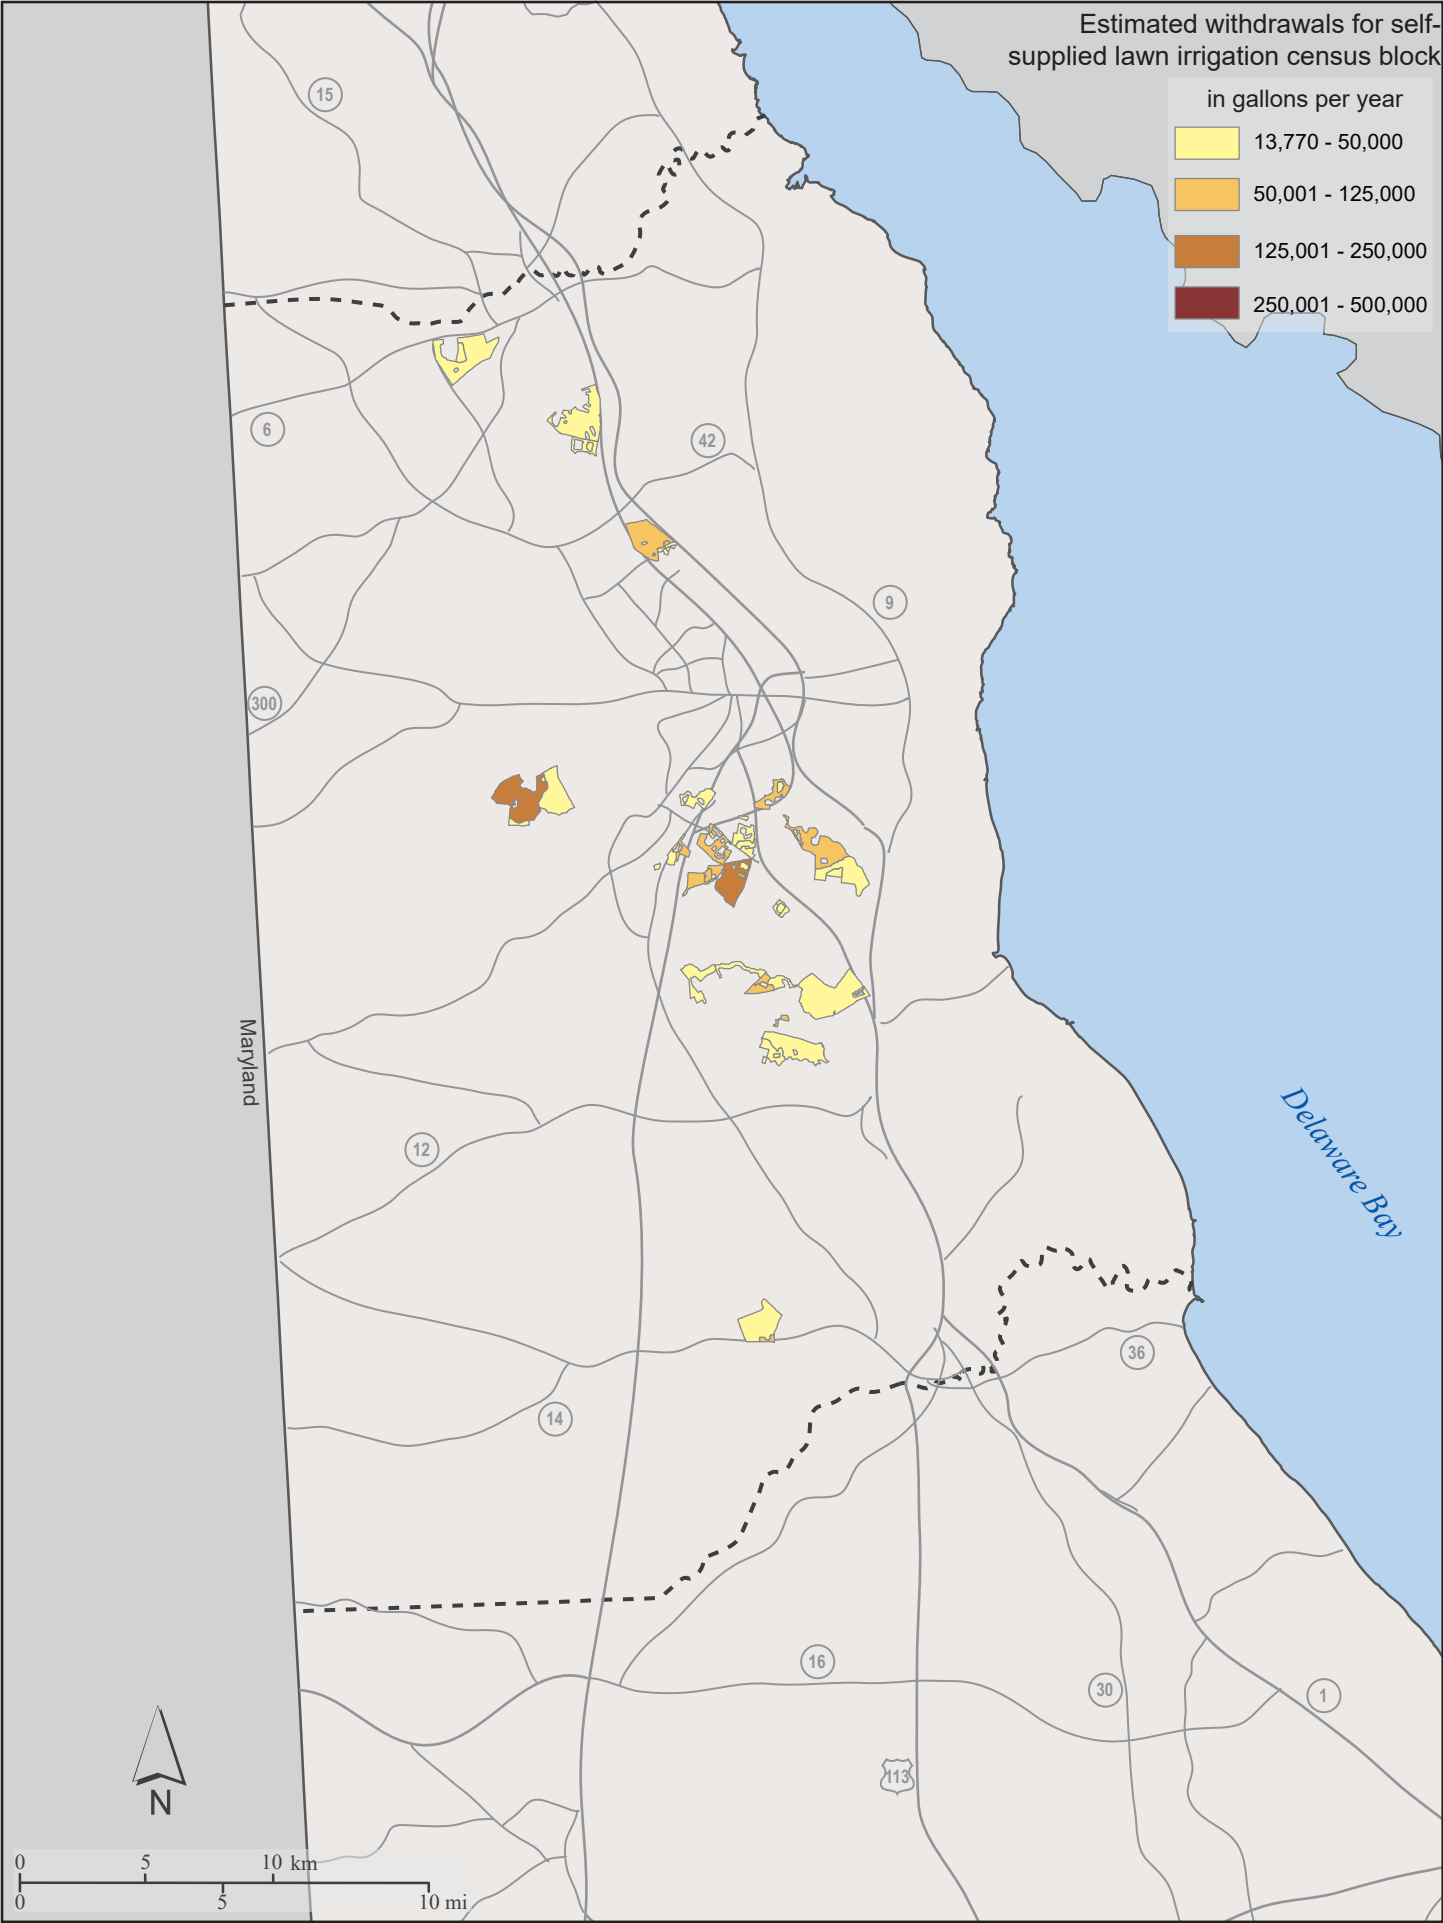 Estimated withdrawals for self-
supplied lawn irrigation census block
in gallons per year
13,770 - 50,000
50,001 - 125,000
125,001 - 250,000
250,001 - 500,000
15
6
42
9
300
Maryland
Delaware Bay
12
36
14
16
30
1
113
N
0 5 10 km
0 5 10 mi